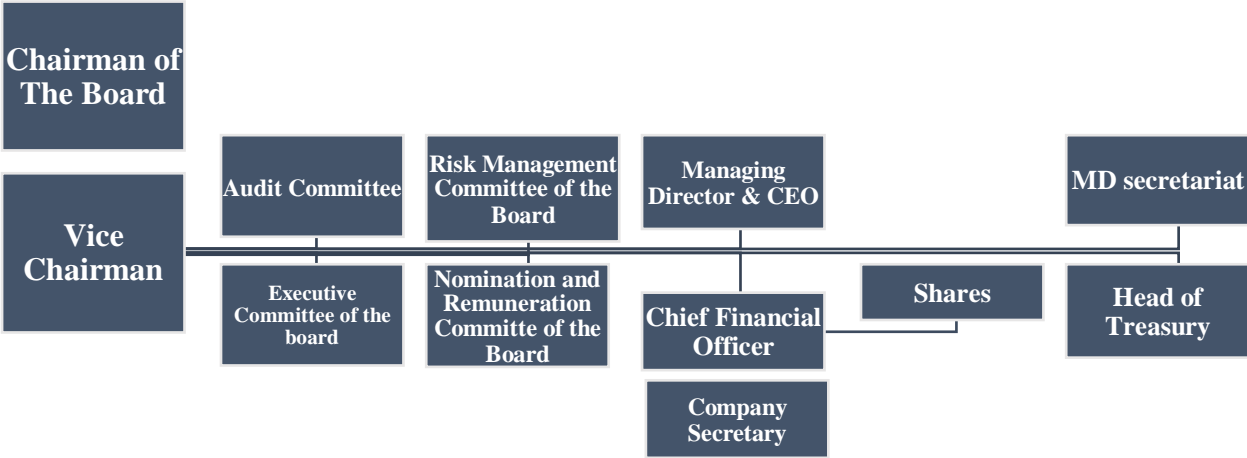 Chairman of
The Board
Vice
Chairman
Audit Committee
Executive
Committee of the
board
Risk Management
Committee of the
Board
Nomination and
Remuneration
Committe of the
Board
Managing
Director & CEO
Chief Financial
Officer
Company
Secretary
Shares
MD secretariat
Head of
Treasury